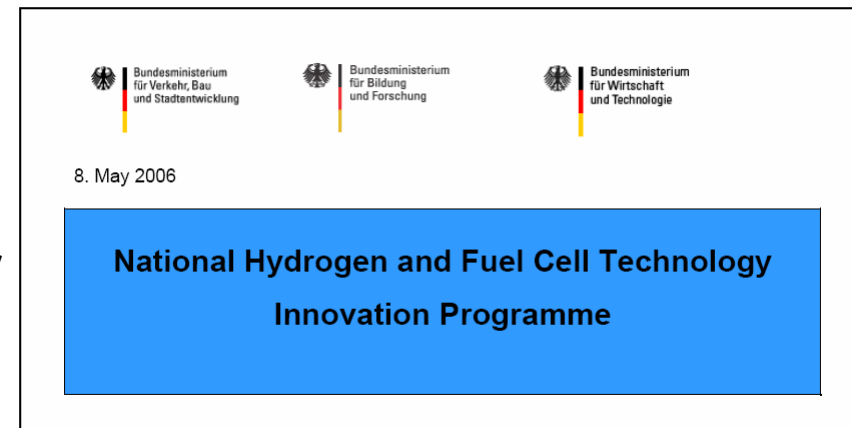 Bundesministerium
für Verkehr, Bau
und Stadtentwicklung
Bundesministerium
für Bildung
und Forschung
Bundesministerium
für Wirtschaft
und Technologie
8. May 2006
National Hydrogen and Fuel Cell Technology
Innovation Programme